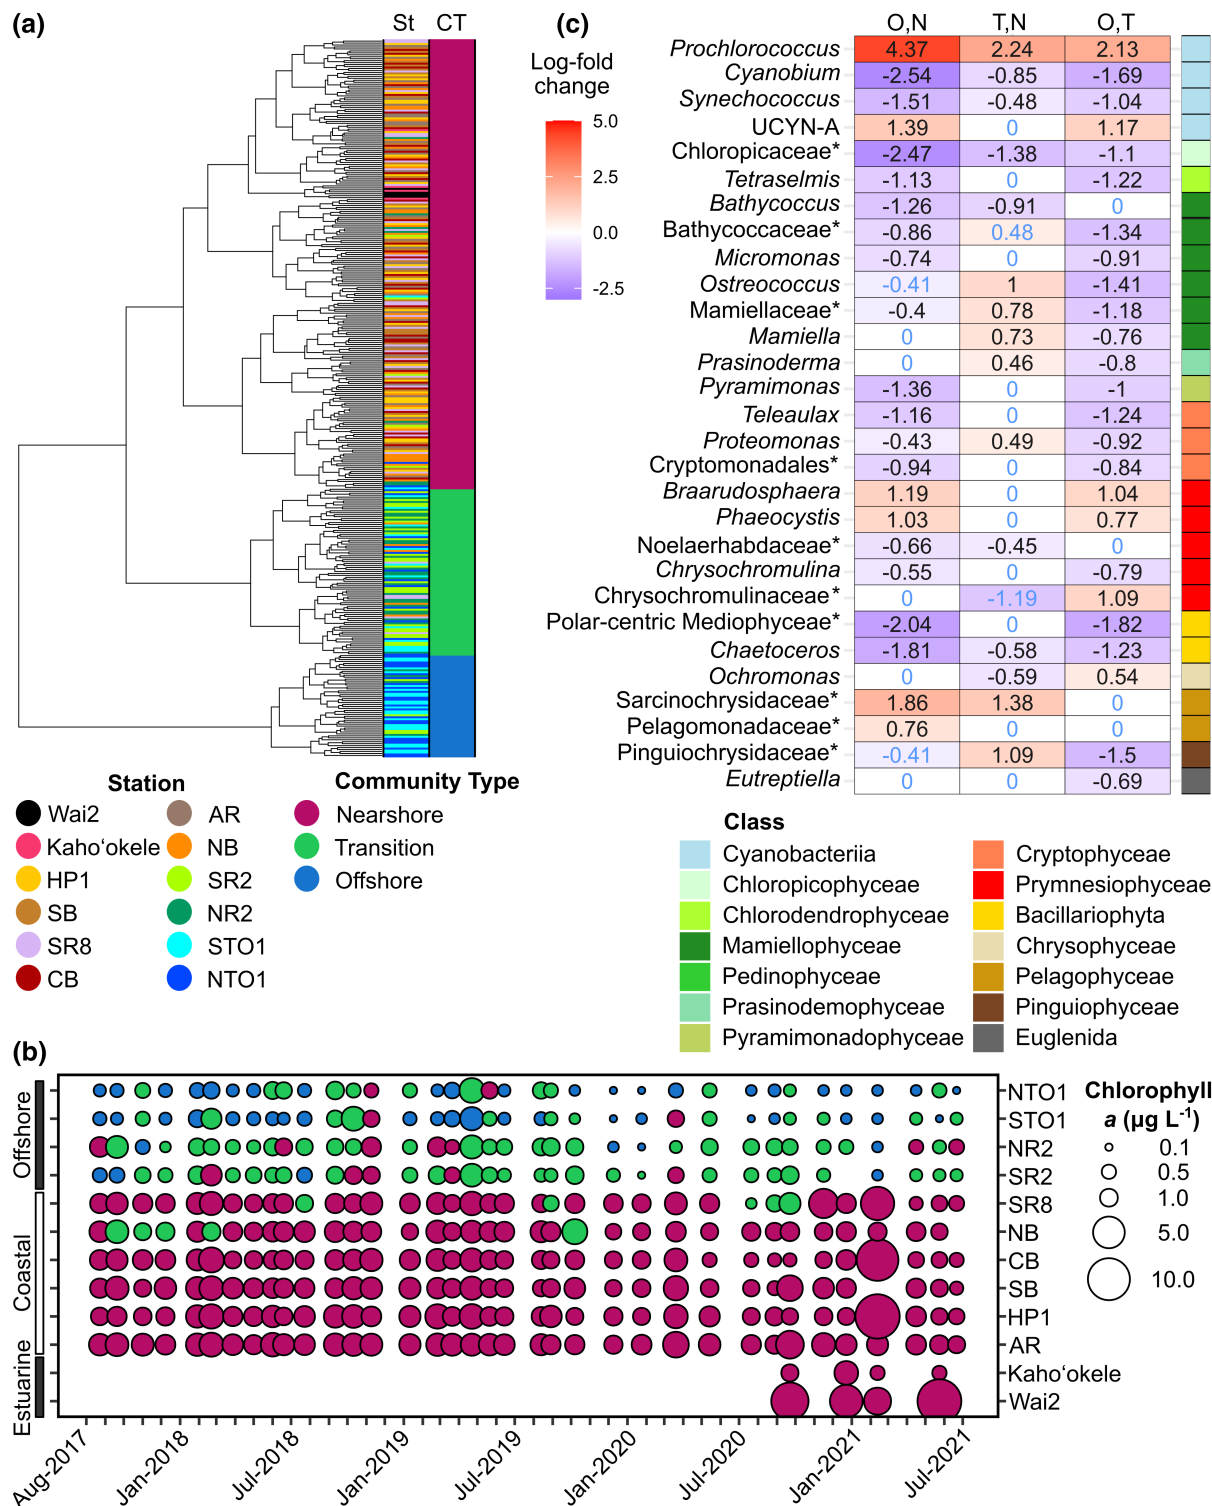 (a)
St CT
Log-fold
change
5.0
2.5
0.0
-2.5
Station
Wai2
Kahoʻokele
HP1
SB
SR8
CB
AR
NB
SR2
NR2
STO1
NTO1
Community Type
Nearshore
Transition
Offshore
(c)
O,N T,N O,T
Prochlorococcus 4.37 2.24 2.13
Cyanobium -2.54 -0.85 -1.69
Synechococcus -1.51 -0.48 -1.04
UCYN-A 1.39 0 1.17
Chloropicaceae* -2.47 -1.38 -1.1
Tetraselmis -1.13 0 -1.22
Bathycoccus -1.26 -0.91 0
Bathycoccaceae* -0.86 0.48 -1.34
Micromonas -0.74 0 -0.91
Ostreococcus -0.41 1 -1.41
Mamiellaceae* -0.4 0.78 -1.18
Mamiella 0 0.73 -0.76
Prasinoderma 0 0.46 -0.8
Pyramimonas -1.36 0 -1
Teleaulax -1.16 0 -1.24
Proteomonas -0.43 0.49 -0.92
Cryptomonadales* -0.94 0 -0.84
Braarudosphaera 1.19 0 1.04
Phaeocystis 1.03 0 0.77
Noelaerhabdaceae* -0.66 -0.45 0
Chrysochromulina -0.55 0 -0.79
Chrysochromulinaceae* 0 -1.19 1.09
Polar-centric Mediophyceae* -2.04 0 -1.82
Chaetoceros -1.81 -0.58 -1.23
Ochromonas 0 -0.59 0.54
Sarcinochrysidaceae* 1.86 1.38 0
Pelagomonadaceae* 0.76 0 0
Pinguiochrysidaceae* -0.41 1.09 -1.5
Eutreptiella 0 0 -0.69
Class
Cyanobacteriia
Chloropicophyceae
Chlorodendrophyceae
Mamiellophyceae
Pedinophyceae
Prasinodemophyceae
Pyramimonadophyceae
Cryptophyceae
Prymnesiophyceae
Bacillariophyta
Chrysophyceae
Pelagophyceae
Pinguiophyceae
Euglenida
(b)
Offshore
Coastal
Estuarine
NTO1
STO1
NR2
SR2
SR8
NB
CB
SB
HP1
AR
Kahoʻokele
Wai2
Chlorophyll
a (µg L-1)
0.1
0.5
1.0
5.0
10.0
Aug-2017
Jan-2018
Jul-2018
Jan-2019
Jul-2019
Jan-2020
Jul-2020
Jan-2021
Jul-2021